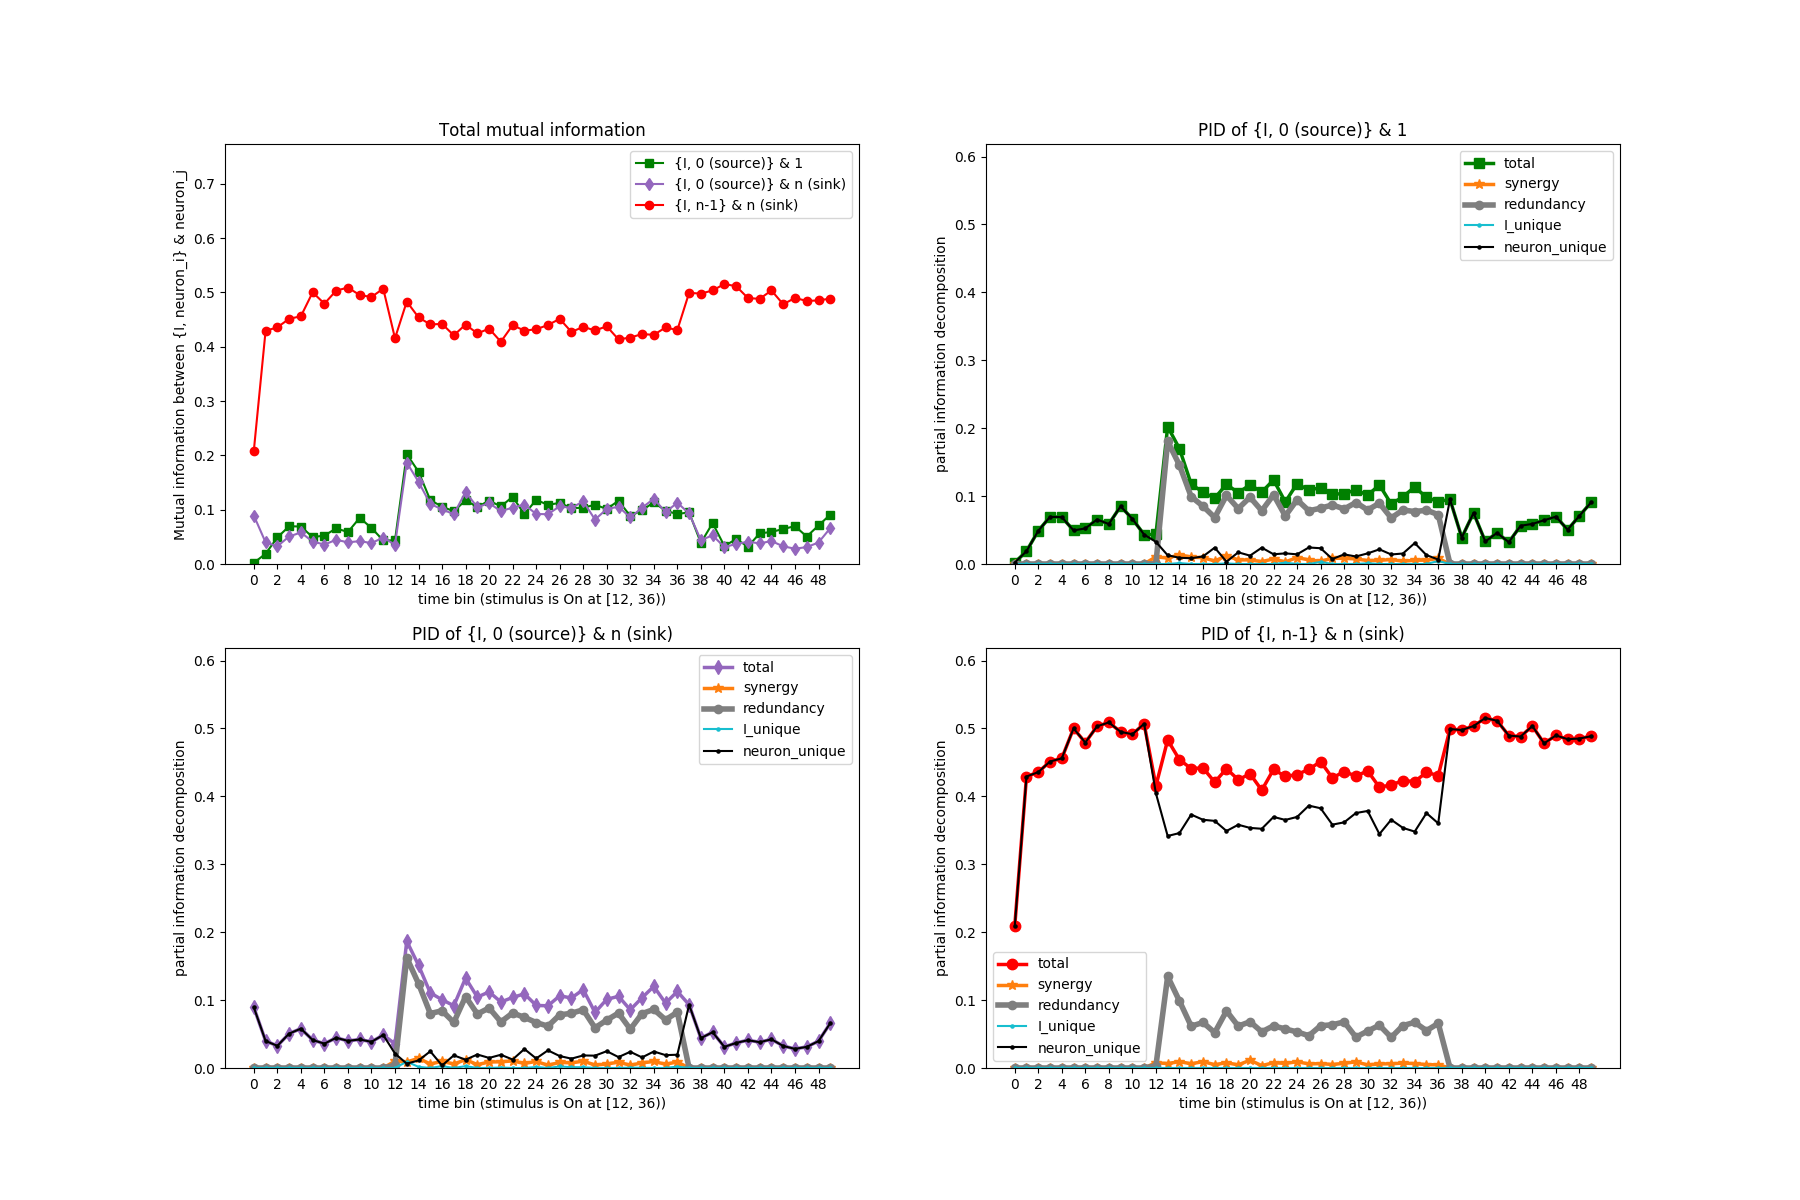 Total mutual information
Mutual information between {I, neuron_i} & neuron_j
0.7
0.6
0.5
0.4
0.3
0.2
0.1
0.0
{I, 0 (source)} & 1
{I, 0 (source)} & n (sink)
{I, n-1} & n (sink)
0 2 4 6 8 10 12 14 16 18 20 22 24 26 28 30 32 34 36 38 40 42 44 46 48
time bin (stimulus is On at [12, 36))
PID of {I, 0 (source)} & 1
partial information decomposition
0.6
0.5
0.4
0.3
0.2
0.1
0.0
total
synergy
redundancy
I_unique
neuron_unique
0 2 4 6 8 10 12 14 16 18 20 22 24 26 28 30 32 34 36 38 40 42 44 46 48
time bin (stimulus is On at [12, 36))
PID of {I, 0 (source)} & n (sink)
partial information decomposition
0.6
0.5
0.4
0.3
0.2
0.1
0.0
total
synergy
redundancy
I_unique
neuron_unique
0 2 4 6 8 10 12 14 16 18 20 22 24 26 28 30 32 34 36 38 40 42 44 46 48
time bin (stimulus is On at [12, 36))
PID of {I, n-1} & n (sink)
partial information decomposition
0.6
0.5
0.4
0.3
0.2
0.1
0.0
total
synergy
redundancy
I_unique
neuron_unique
0 2 4 6 8 10 12 14 16 18 20 22 24 26 28 30 32 34 36 38 40 42 44 46 48
time bin (stimulus is On at [12, 36))